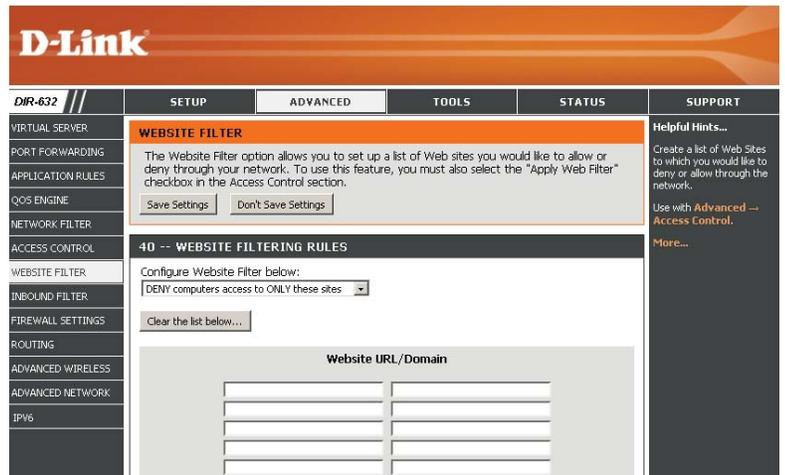 D-Link
DIR-632
SETUP
ADVANCED
TOOLS
STATUS
SUPPORT
VIRTUAL SERVER
PORT FORWARDING
APPLICATION RULES
QOS ENGINE
NETWORK FILTER
ACCESS CONTROL
WEBSITE FILTER
INBOUND FILTER
FIREWALL SETTINGS
ROUTING
ADVANCED WIRELESS
ADVANCED NETWORK
IPV6
WEBSITE FILTER
The Website Filter option allows you to set up a list of Web sites you would like to allow or
deny through your network. To use this feature, you must also select the "Apply Web Filter"
checkbox in the Access Control section.
Save Settings
Don't Save Settings
40 -- WEBSITE FILTERING RULES
Configure Website Filter below:
DENY computers access to ONLY these sites
Clear the list below...
Website URL/Domain
Helpful Hints...
Create a list of Web Sites
to which you would like to
deny or allow through the
network.
Use with Advanced →
Access Control.
More...